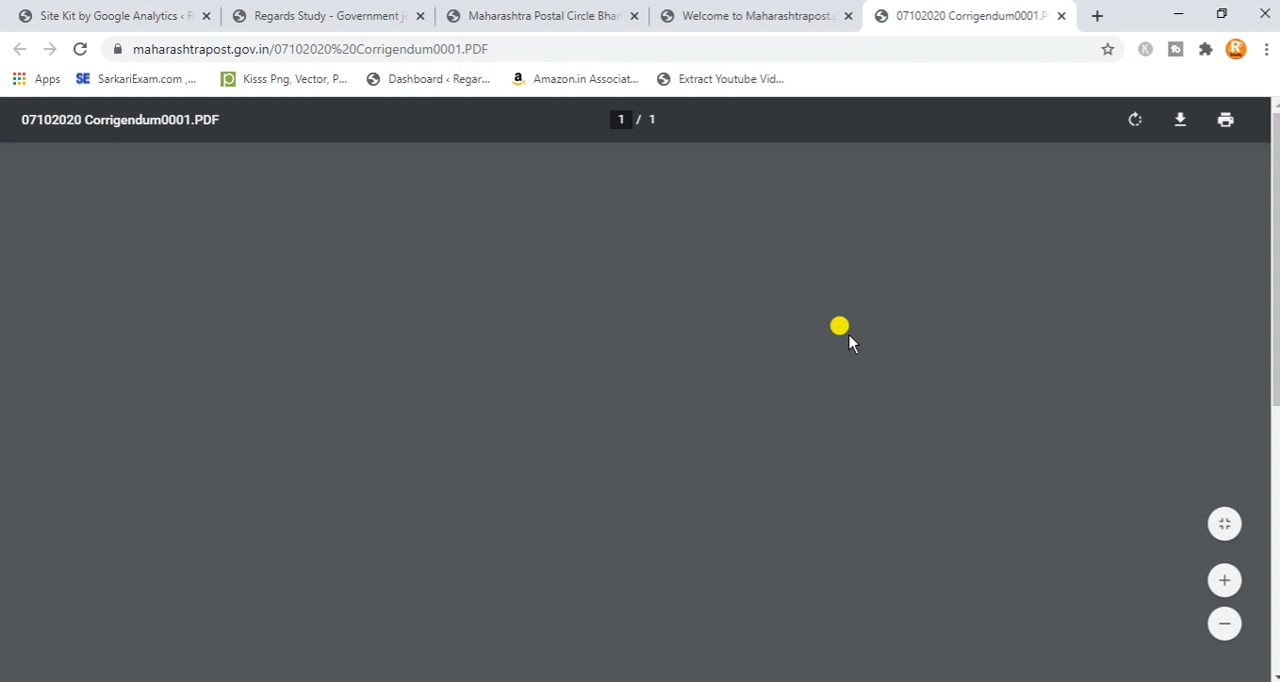 Site Kit by Google Analytics ‹ R
Regards Study - Government jo
Maharashtra Postal Circle Bhar
Welcome to Maharashtrapost.
07102020 Corrigendum0001.P
maharashtrapost.gov.in/07102020%20Corrigendum0001.PDF
Apps
SE SarkariExam.com ,...
Kisss Png, Vector, P...
Dashboard ‹ Regar...
a Amazon.in Associat...
Extract Youtube Vid...
07102020 Corrigendum0001.PDF
1 / 1